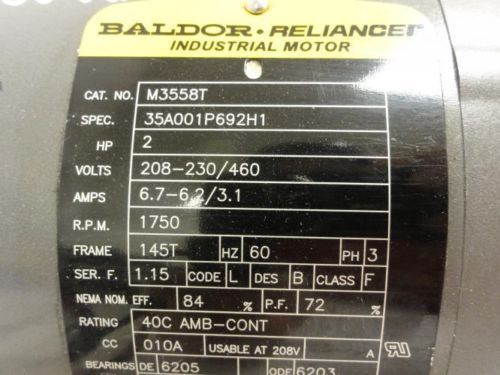 BALDOR • RELIANCER
INDUSTRIAL MOTOR
CAT. NO. M3558T
SPEC. 35A001P692H1
HP 2
VOLTS 208-230/460
AMPS 6.7-6.2/3.1
R.P.M. 1750
FRAME 145T HZ 60 PH 3
SER. F. 1.15 CODE L DES B CLASS F
NEMA NOM. EFF. 84 % P.F. 72 %
RATING 40C AMB-CONT
CC 010A USABLE AT 208V A
BEARINGS DE 6205 ODE 6203